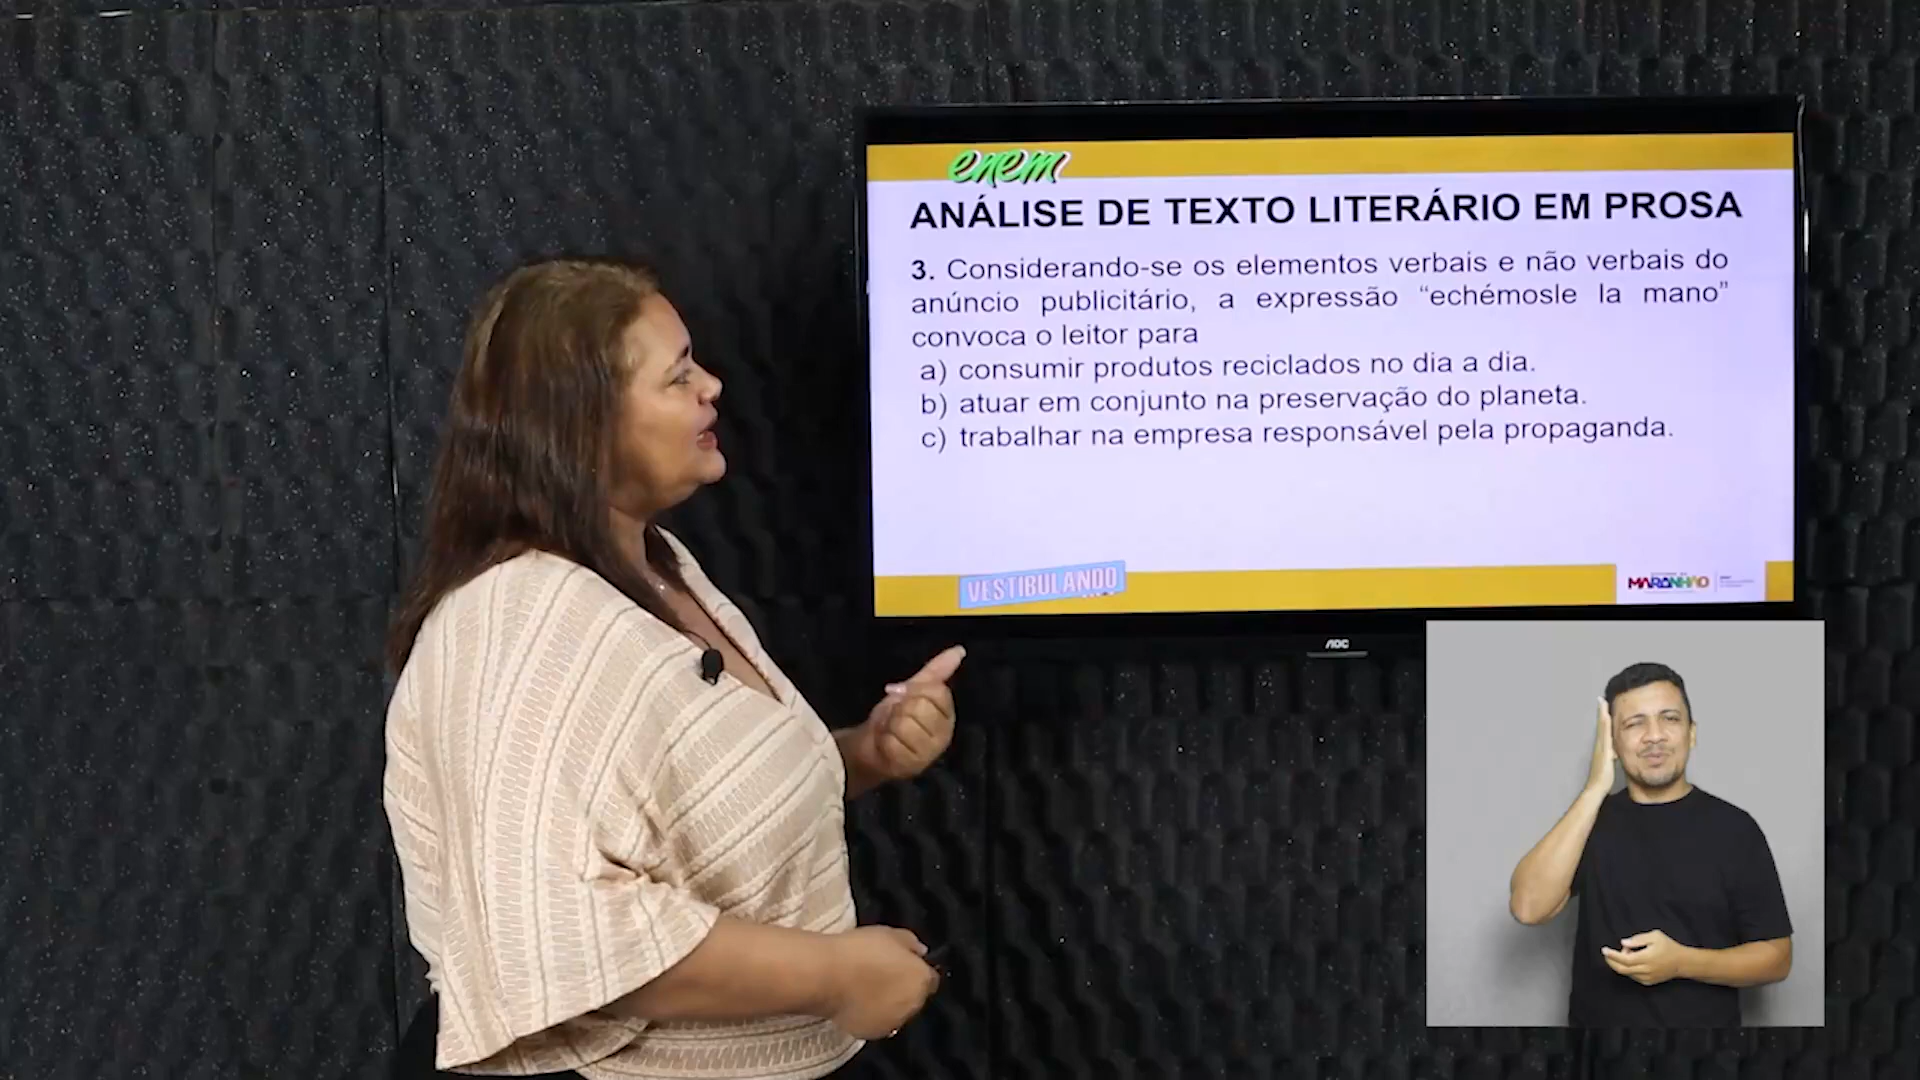 enem
ANÁLISE DE TEXTO LITERÁRIO EM PROSA
3. Considerando-se os elementos verbais e não verbais do
anúncio publicitário, a expressão “echémosle la mano”
convoca o leitor para
a) consumir produtos reciclados no dia a dia.
b) atuar em conjunto na preservação do planeta.
c) trabalhar na empresa responsável pela propaganda.
VESTIBULANDO
MARANHÃO
AOC